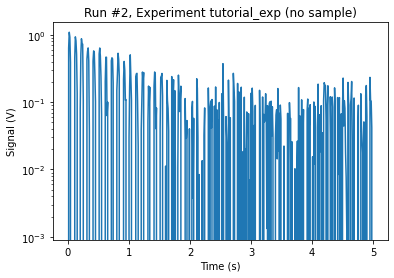 Run #2, Experiment tutorial_exp (no sample)
10⁰
10⁻¹
10⁻²
10⁻³
Signal (V)
0 1 2 3 4 5
Time (s)